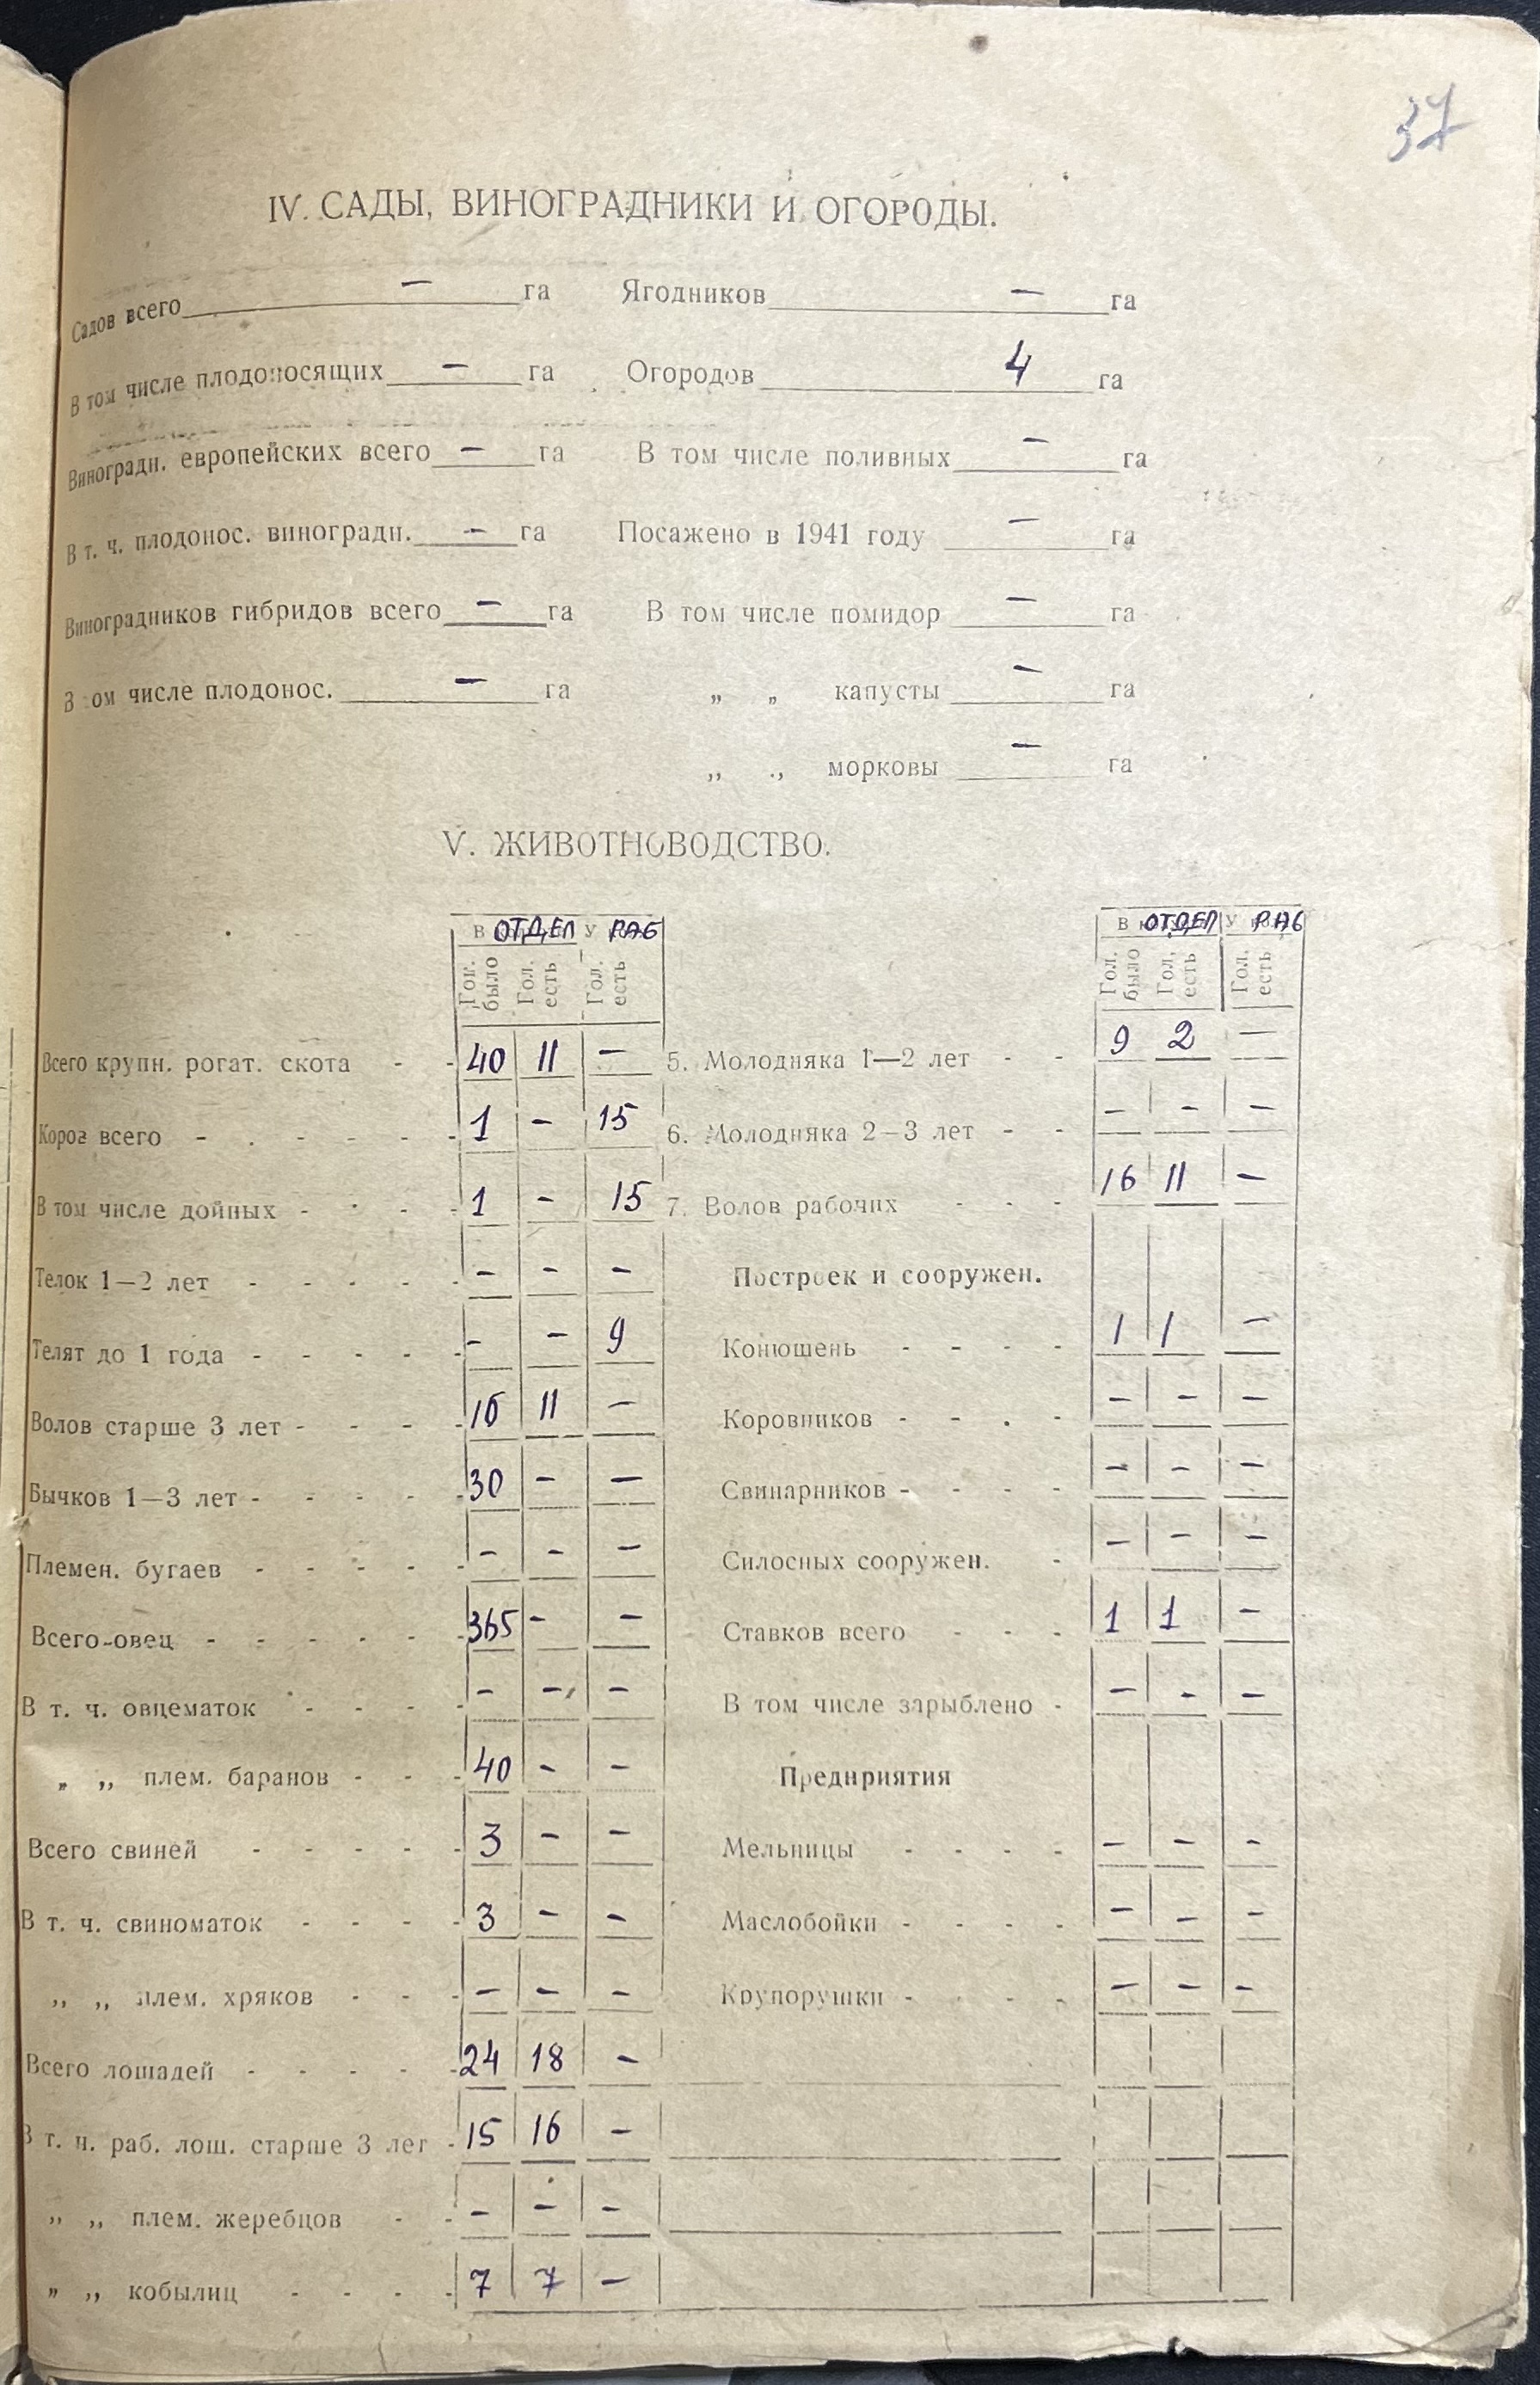 37
IV. САДЫ, ВИНОГРАДНИКИ И ОГОРОДЫ.
Садов всего — га Ягодников — га
В том числе плодоносящих — га Огородов 4 га
Виноградн. европейских всего — га В том числе поливных — га
В т. ч. плодонос. виноградн. — га Посажено в 1941 году — га
Виноградников гибридов всего — га В том числе помидор — га
В ом числе плодонос. — га „ „ капусты — га
„ „ морковы — га
V. ЖИВОТНОВОДСТВО.
В ОТДЕЛ У РАБ В ОТДЕЛ У РАБ
Гол. было Гол. есть Гол. есть Гол. было Гол. есть Гол. есть
Всего крупн. рогат. скота - - 40 11 — 5. Молодняка 1—2 лет - - 9 2 —
Коров всего - . - - - - 1 - 15 6. Молодняка 2—3 лет - - - - —
В том числе дойных - - - - 1 - 15 7. Волов рабочих - - - 16 11 —
Телок 1—2 лет - - - - - - - — Построек и сооружен.
Телят до 1 года - - - - - - — 9 Конюшень - - - - 1 1 —
Волов старше 3 лет - - - - 16 11 — Коровников - - . - — — —
Бычков 1—3 лет - - - - - 30 — — Свинарников - - - - — - —
Племен. бугаев - - - - - - - — Силосных сооружен. - — — —
Всего овец - - - - - - 365 - — Ставков всего - - - 1 1 —
В т. ч. овцематок - - - - - — — В том числе зарыблено - — - —
„ „ плем. баранов - - - 40 - — Предприятия
Всего свиней - - - - - 3 — — Мельницы - - - - — — -
В т. ч. свиноматок - - - - 3 — — Маслобойки - - - - — — —
„ „ плем. хряков - - - — — — Крупорушки - - - - — — -
Всего лошадей - - - - - 24 18 —
В т. ч. раб. лош. старше 3 лет - 15 16 —
„ „ плем. жеребцов - - - — —
„ „ кобылиц - - - - 7 7 —